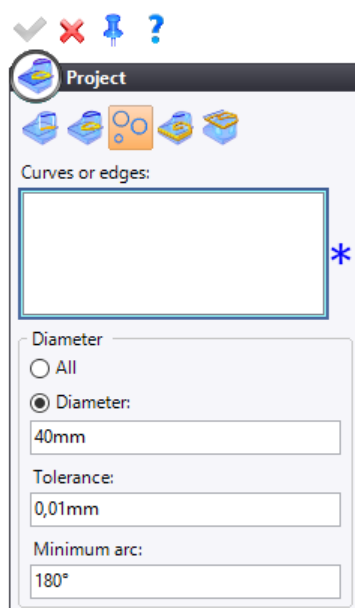 ?
Project
Curves or edges:
*
Diameter
All
Diameter:
40mm
Tolerance:
0,01mm
Minimum arc:
180°